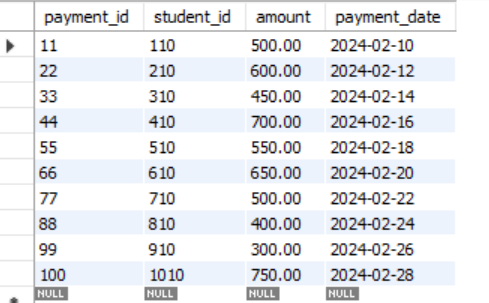 payment_id student_id amount payment_date
11 110 500.00 2024-02-10
22 210 600.00 2024-02-12
33 310 450.00 2024-02-14
44 410 700.00 2024-02-16
55 510 550.00 2024-02-18
66 610 650.00 2024-02-20
77 710 500.00 2024-02-22
88 810 400.00 2024-02-24
99 910 300.00 2024-02-26
100 1010 750.00 2024-02-28
NULL NULL NULL NULL